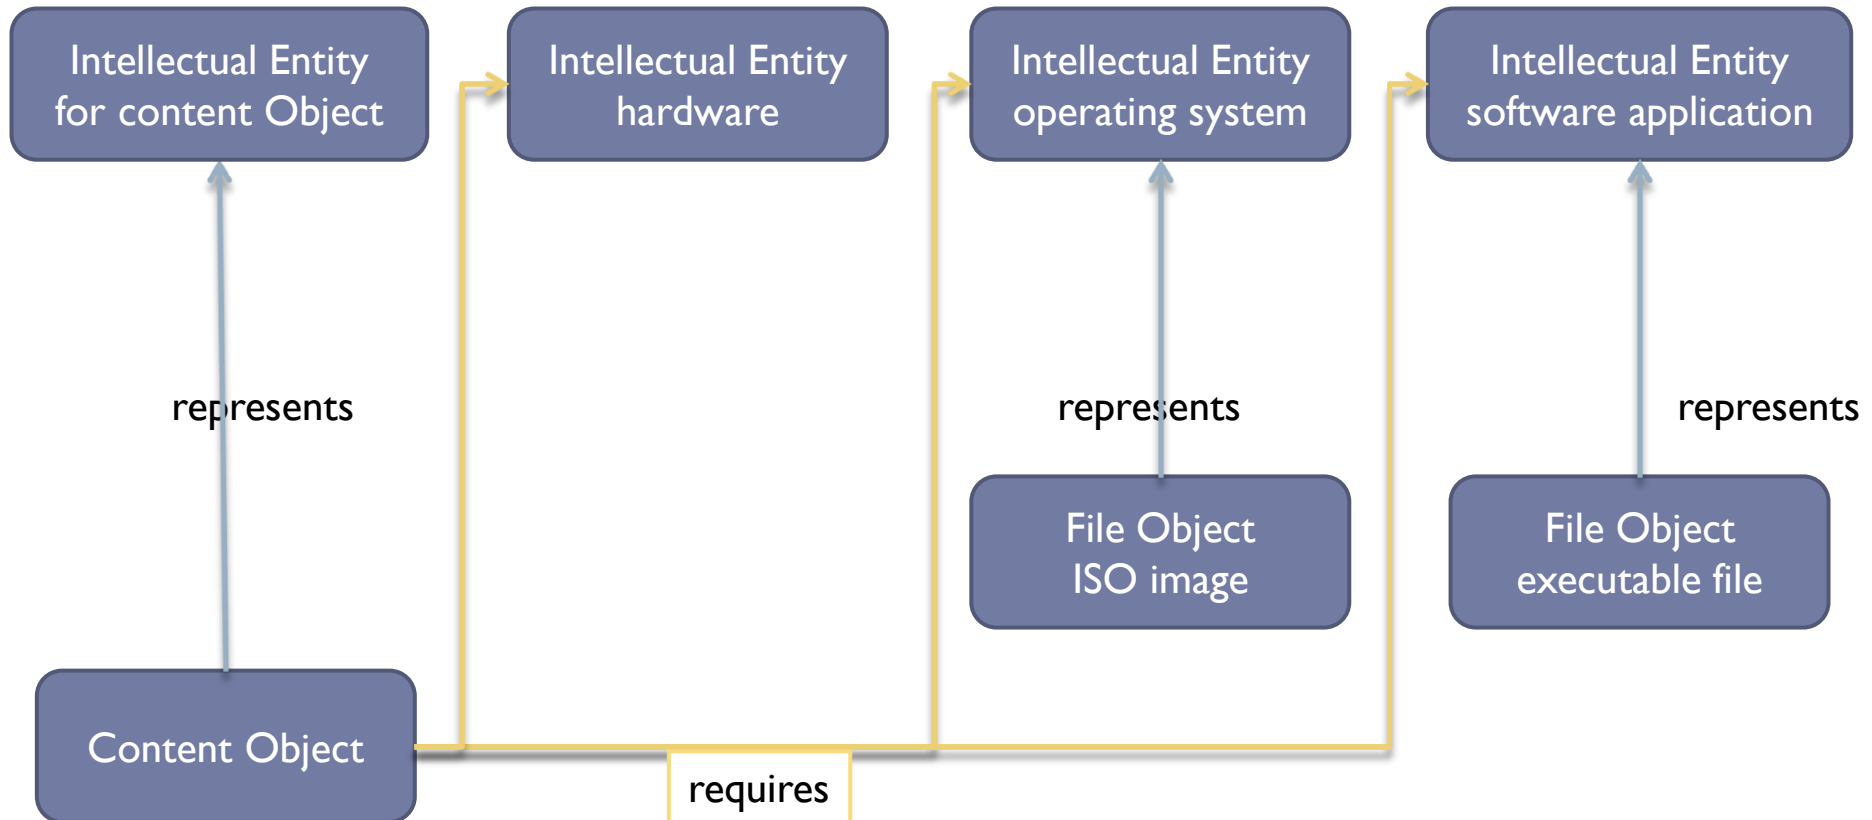 Intellectual Entity
for content Object
Intellectual Entity
hardware
Intellectual Entity
operating system
Intellectual Entity
software application
represents
represents
represents
File Object
ISO image
File Object
executable file
Content Object
requires